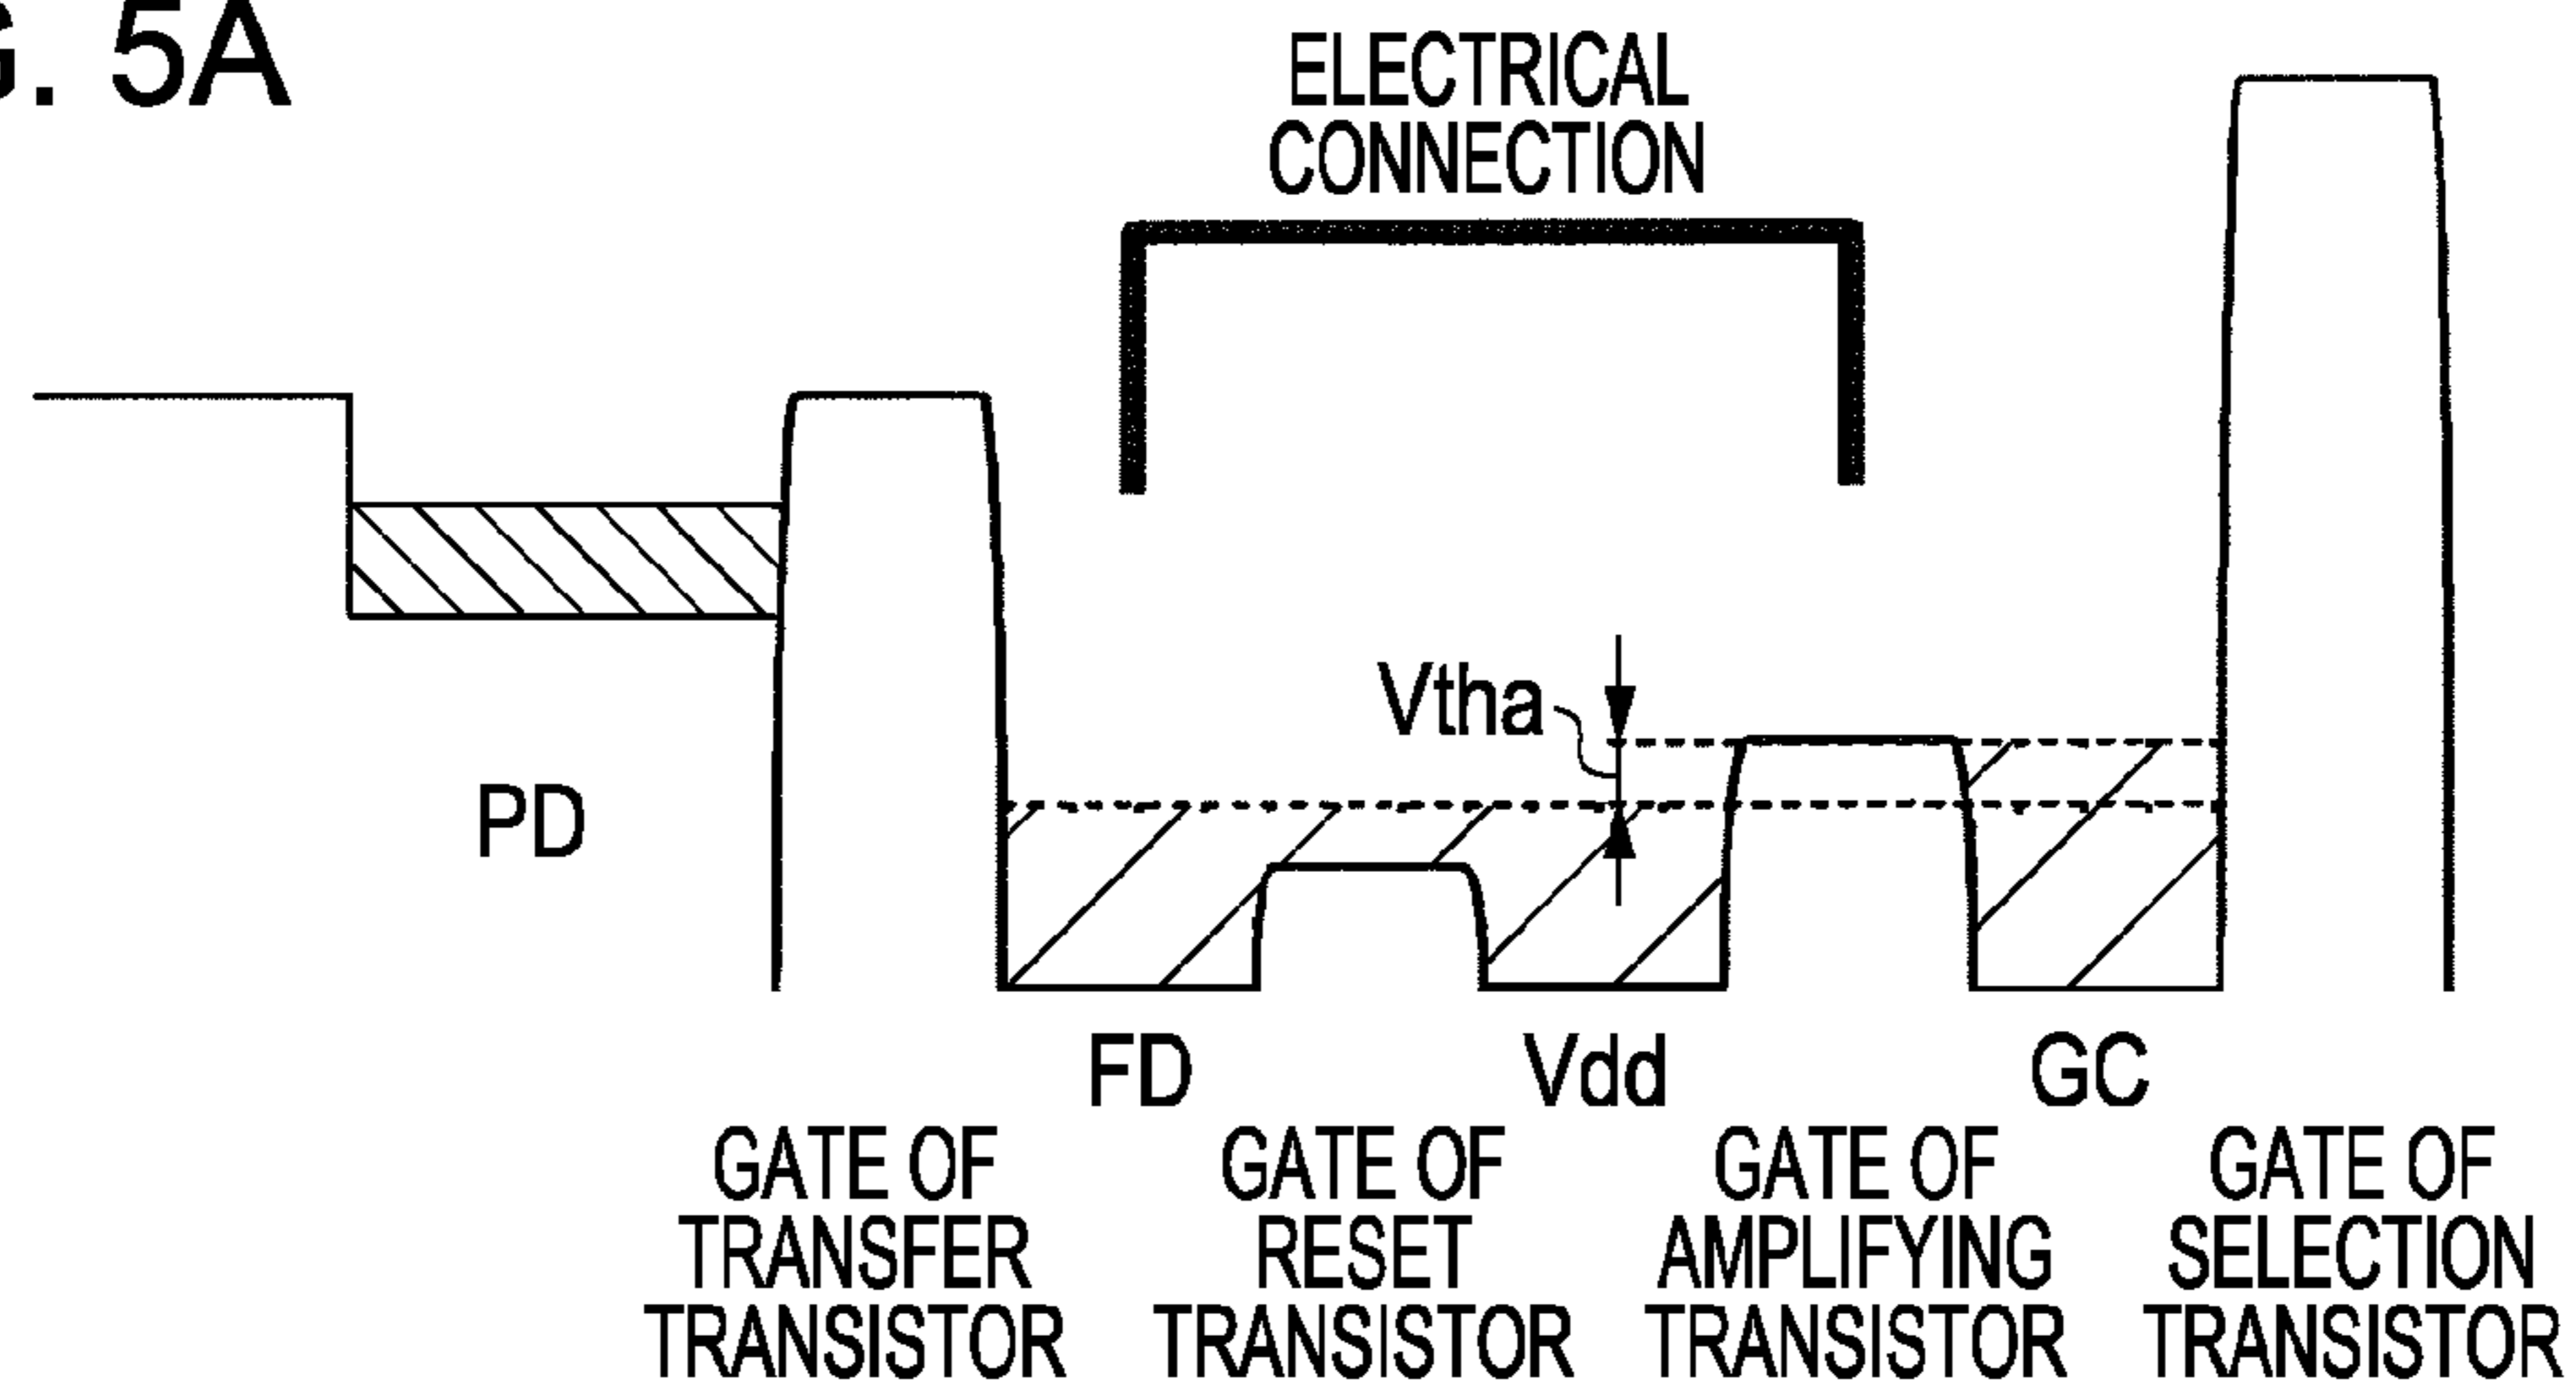 G. 5A
ELECTRICAL
CONNECTION
Vtha
PD
FD
Vdd
GC
GATE OF
TRANSFER
TRANSISTOR
GATE OF
RESET
TRANSISTOR
GATE OF
AMPLIFYING
TRANSISTOR
GATE OF
SELECTION
TRANSISTOR